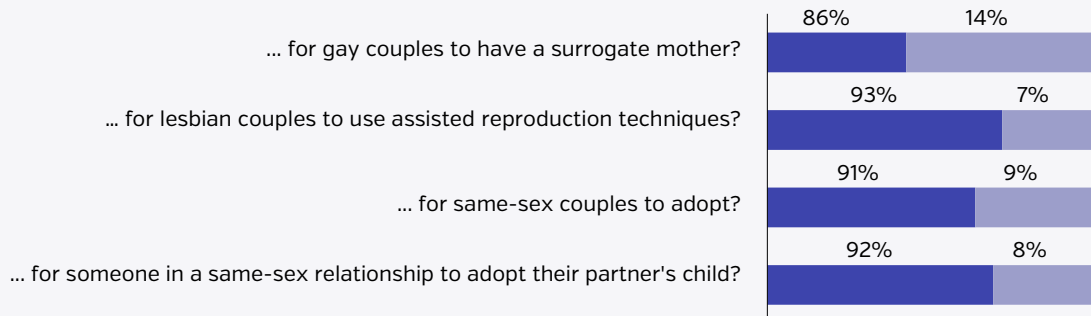 86% 14%
... for gay couples to have a surrogate mother?
93% 7%
... for lesbian couples to use assisted reproduction techniques?
91% 9%
... for same-sex couples to adopt?
92% 8%
... for someone in a same-sex relationship to adopt their partner's child?